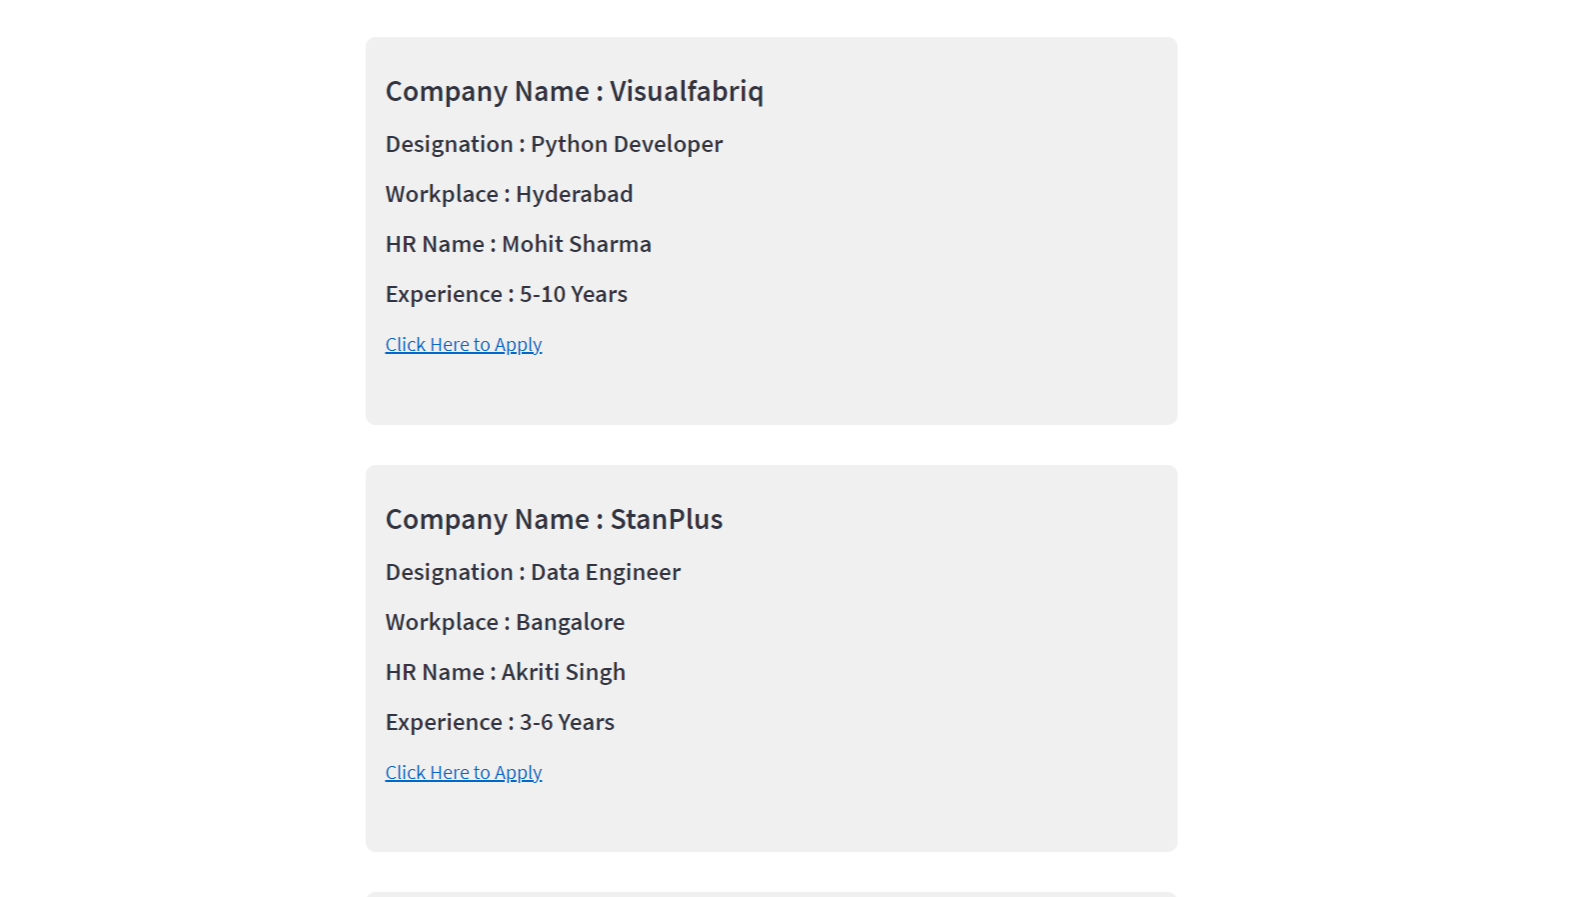 Company Name : Visualfabriq
Designation : Python Developer
Workplace : Hyderabad
HR Name : Mohit Sharma
Experience : 5-10 Years
Click Here to Apply
Company Name : StanPlus
Designation : Data Engineer
Workplace : Bangalore
HR Name : Akriti Singh
Experience : 3-6 Years
Click Here to Apply